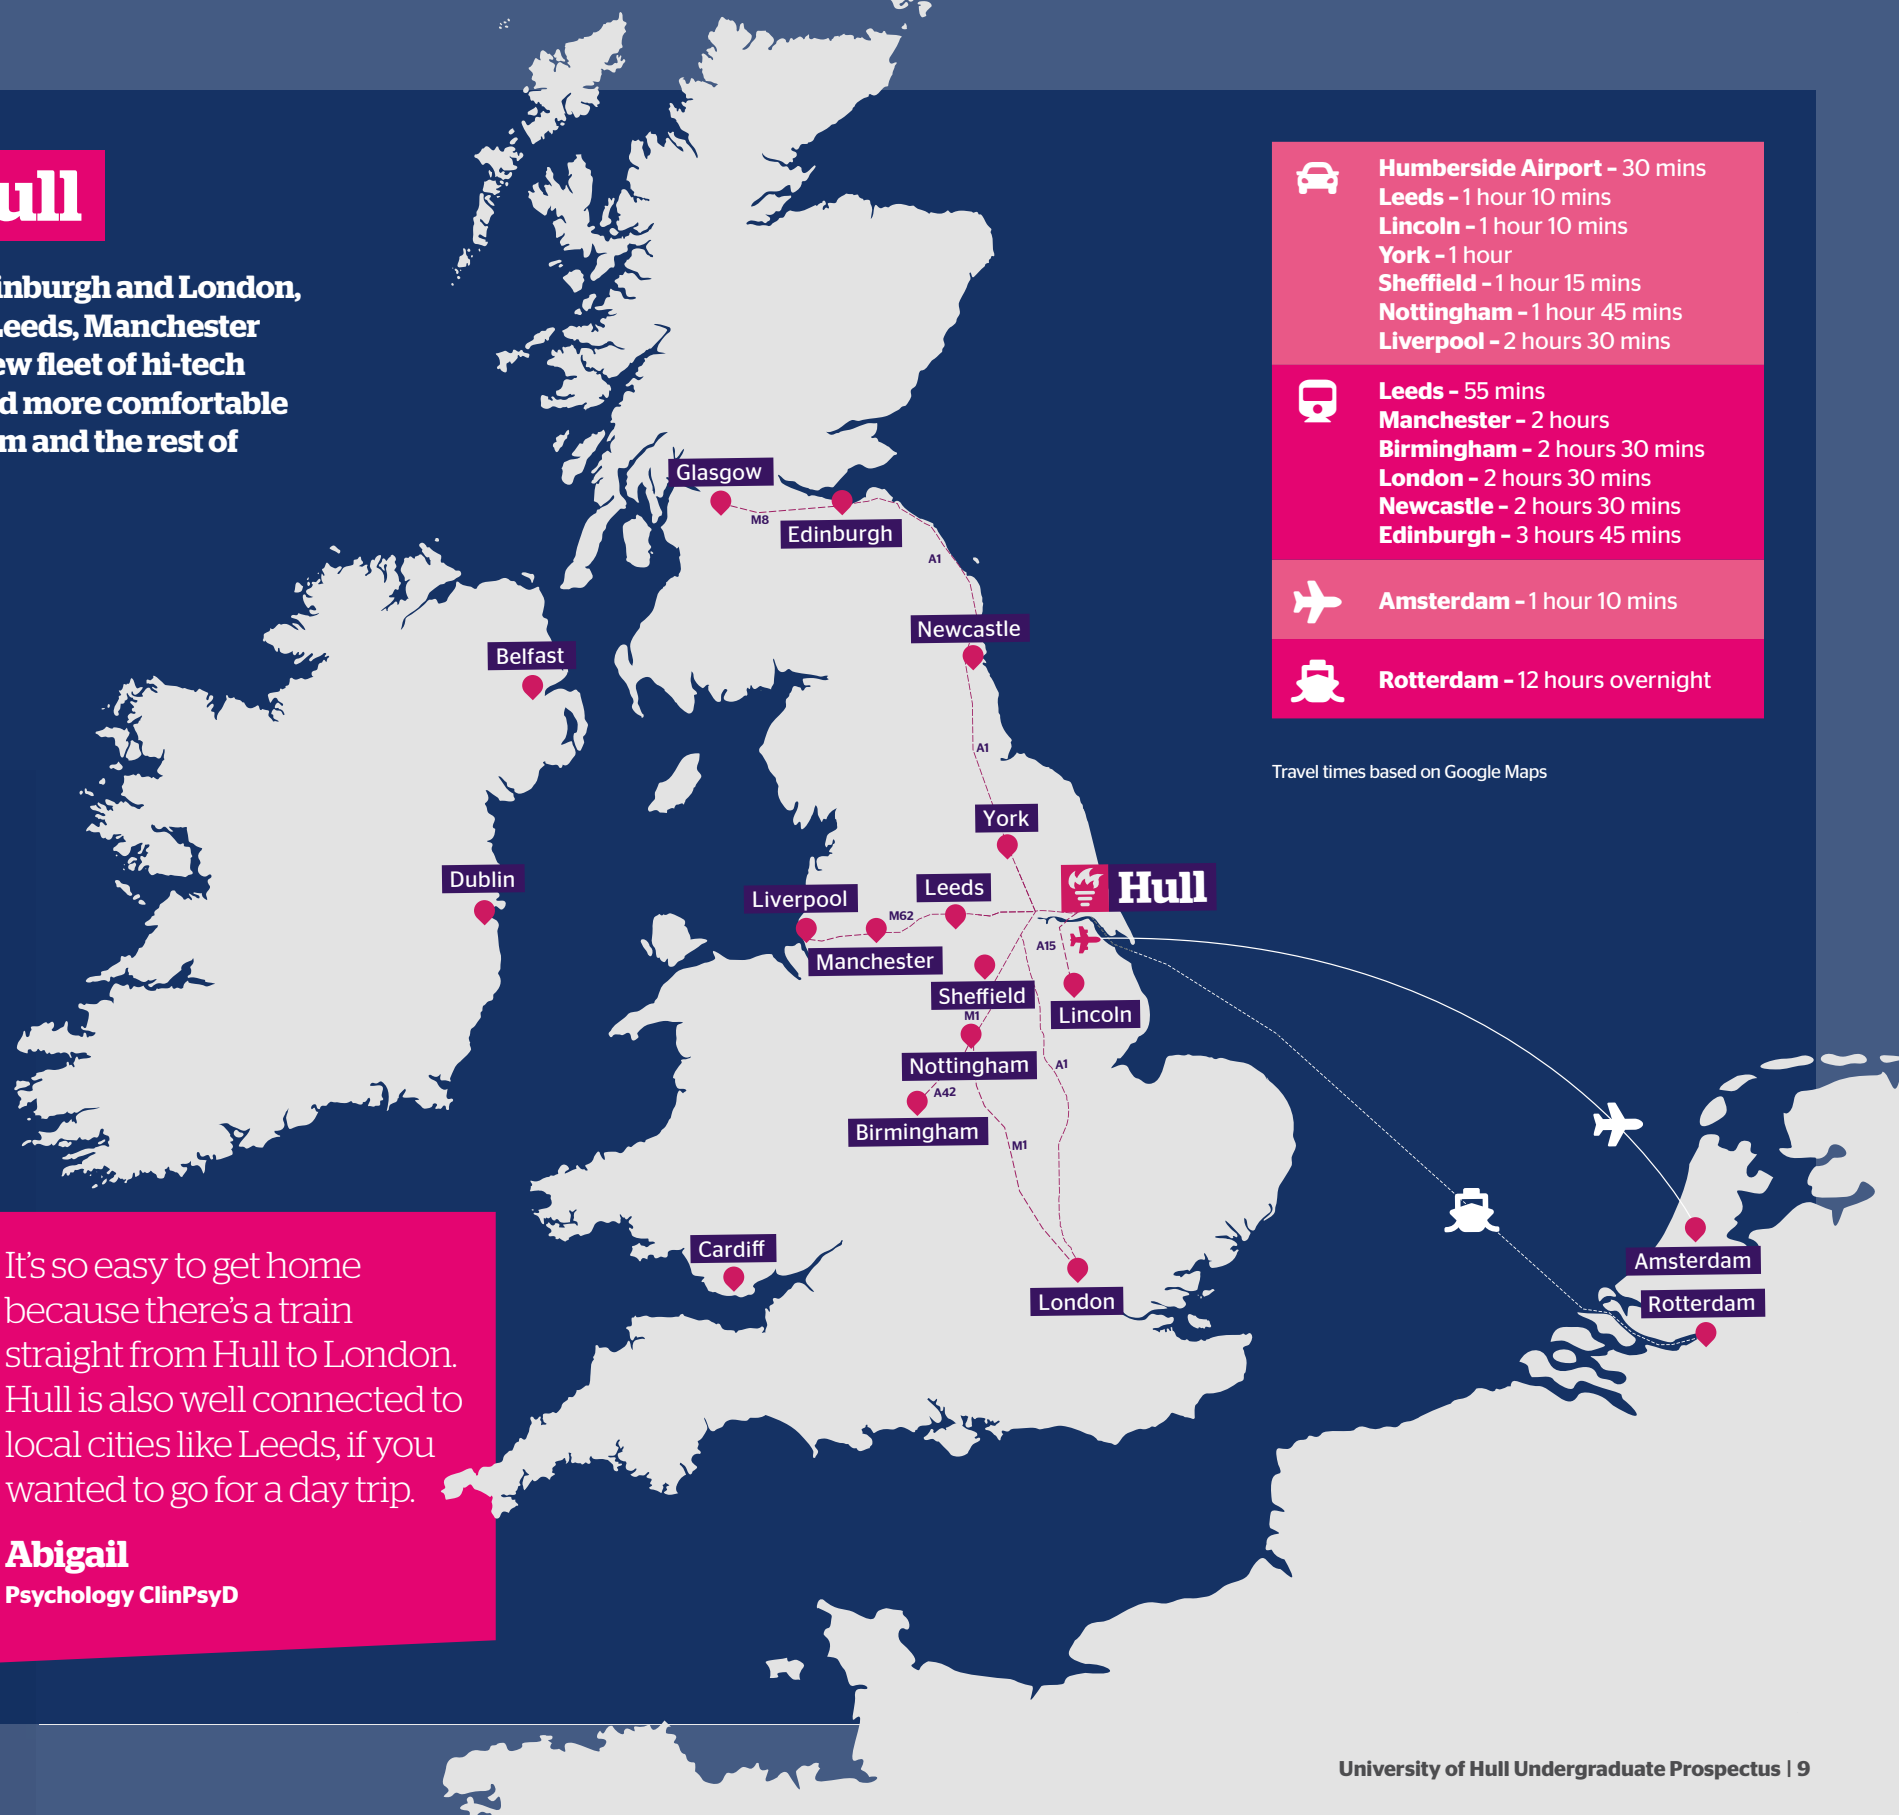 ull
inburgh and London,
Leeds, Manchester
ew fleet of hi-tech
d more comfortable
m and the rest of
Humberside Airport – 30 mins
Leeds – 1 hour 10 mins
Lincoln – 1 hour 10 mins
York – 1 hour
Sheffield – 1 hour 15 mins
Nottingham – 1 hour 45 mins
Liverpool – 2 hours 30 mins
Leeds – 55 mins
Manchester – 2 hours
Birmingham – 2 hours 30 mins
London – 2 hours 30 mins
Newcastle – 2 hours 30 mins
Edinburgh – 3 hours 45 mins
Amsterdam – 1 hour 10 mins
Rotterdam – 12 hours overnight
Travel times based on Google Maps
Glasgow
M8
Edinburgh
A1
Newcastle
Belfast
A1
York
Dublin
Liverpool
Leeds
Hull
M62
Manchester
A15
Sheffield
M1
Lincoln
Nottingham
A1
A42
Birmingham
M1
Cardiff
London
Amsterdam
Rotterdam
It's so easy to get home
because there's a train
straight from Hull to London.
Hull is also well connected to
local cities like Leeds, if you
wanted to go for a day trip.
Abigail
Psychology ClinPsyD
University of Hull Undergraduate Prospectus | 9